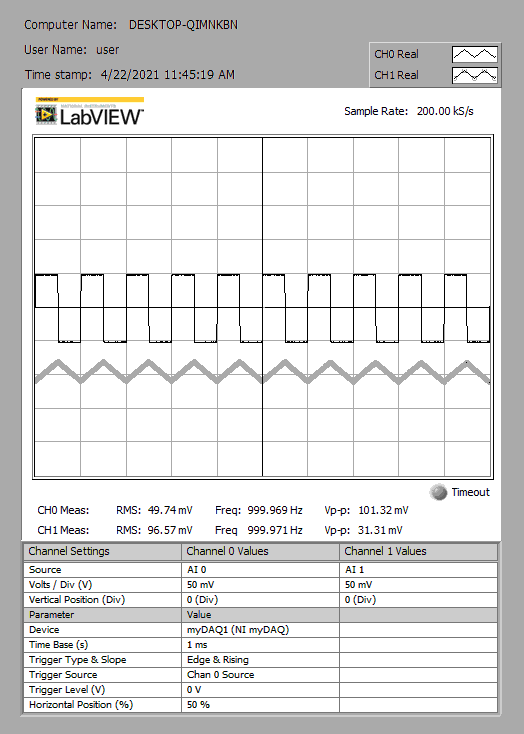 Computer Name: DESKTOP-QIMNKBN
User Name: user
Time stamp: 4/22/2021 11:45:19 AM
CH0 Real
CH1 Real
POWERED BY NATIONAL INSTRUMENTS
LabVIEW™
Sample Rate: 200.00 kS/s
Timeout
CH0 Meas: RMS: 49.74 mV Freq: 999.969 Hz Vp-p: 101.32 mV
CH1 Meas: RMS: 96.57 mV Freq 999.971 Hz Vp-p: 31.31 mV
Channel Settings Channel 0 Values Channel 1 Values
Source AI 0 AI 1
Volts / Div (V) 50 mV 50 mV
Vertical Position (Div) 0 (Div) 0 (Div)
Parameter Value
Device myDAQ1 (NI myDAQ)
Time Base (s) 1 ms
Trigger Type & Slope Edge & Rising
Trigger Source Chan 0 Source
Trigger Level (V) 0 V
Horizontal Position (%) 50 %